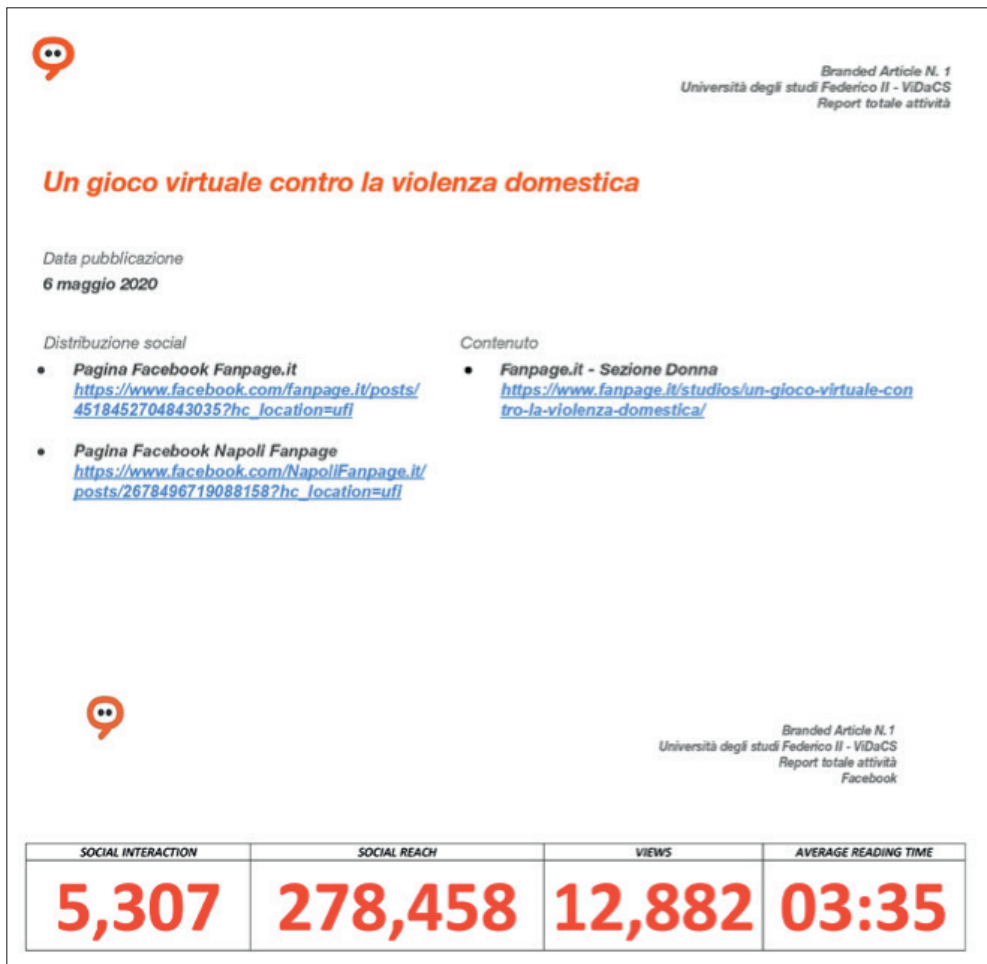 Branded Article N. 1
Università degli studi Federico II - ViDaCS
Report totale attività
Un gioco virtuale contro la violenza domestica
Data pubblicazione
6 maggio 2020
Distribuzione social
• Pagina Facebook Fanpage.it
https://www.facebook.com/fanpage.it/posts/
4518452704843035?hc_location=ufi
• Pagina Facebook Napoli Fanpage
https://www.facebook.com/NapoliFanpage.it/
posts/2678496719088158?hc_location=ufi
Contenuto
• Fanpage.it - Sezione Donna
https://www.fanpage.it/studios/un-gioco-virtuale-con
tro-la-violenza-domestica/
Branded Article N.1
Università degli studi Federico II - ViDaCS
Report totale attività
Facebook
SOCIAL INTERACTION SOCIAL REACH VIEWS AVERAGE READING TIME
5,307 278,458 12,882 03:35